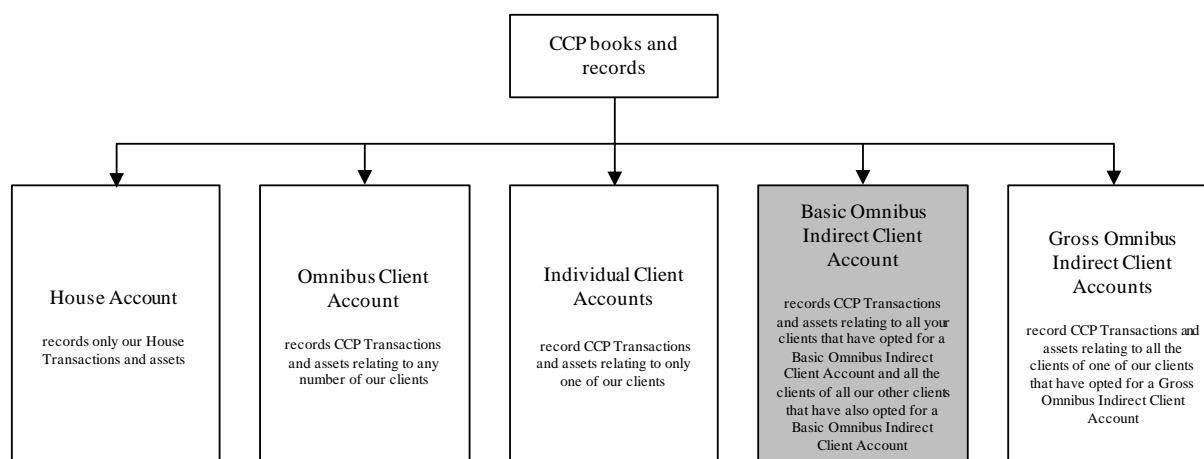 CCP books and
records
House Account
records only our House
Transactions and assets
Omnibus Client
Account
records CCP Transactions
and assets relating to any
number of our clients
Individual Client
Accounts
record CCP Transactions
and assets relating to only
one of our clients
Basic Omnibus
Indirect Client
Account
records CCP Transactions
and assets relating to all your
clients that have opted for a
Basic Omnibus Indirect
Client Account and all the
clients of all our other clients
that have also opted for a
Basic Omnibus Indirect
Client Account
Gross Omnibus
Indirect Client
Accounts
record CCP Transactions and
assets relating to all the
clients of one of our clients
that have opted for a Gross
Omnibus Indirect Client
Account